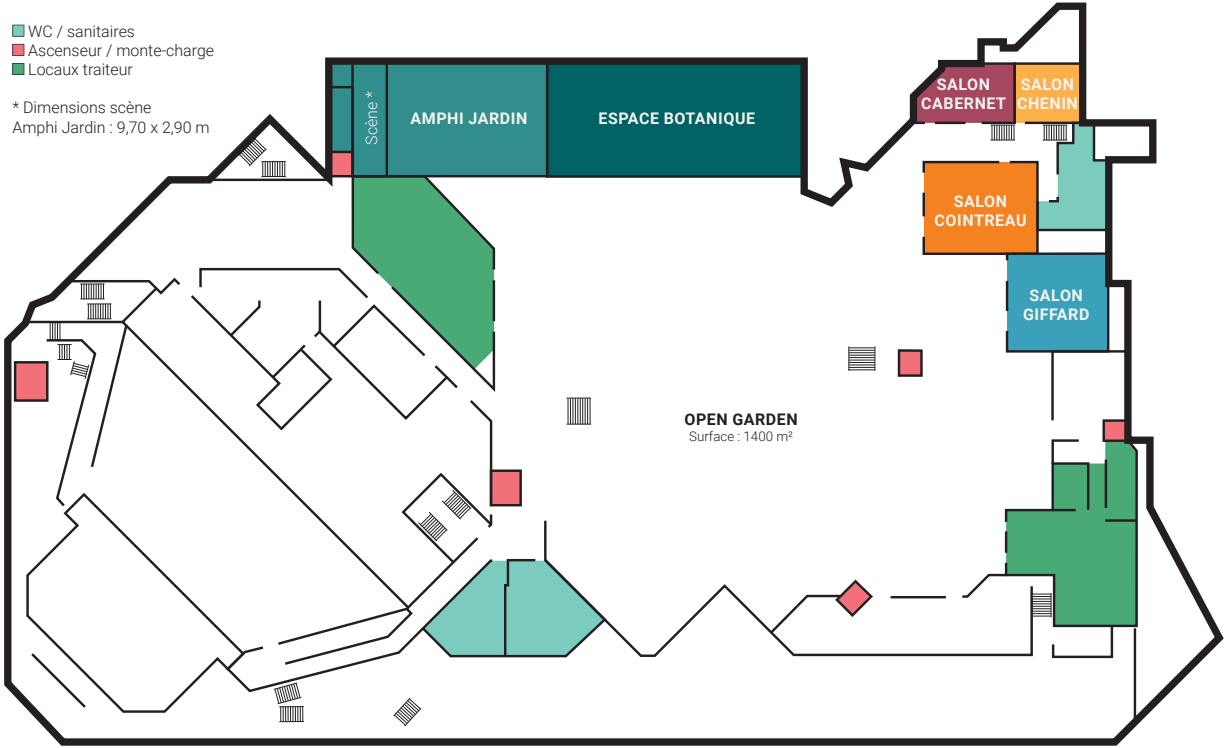 WC / sanitaires
Ascenseur / monte-charge
Locaux traiteur
* Dimensions scène
Amphi Jardin : 9,70 x 2,90 m
Scène *
AMPHI JARDIN
ESPACE BOTANIQUE
SALON
CABERNET
SALON
CHENIN
SALON
COINTREAU
SALON
GIFFARD
OPEN GARDEN
Surface : 1400 m²